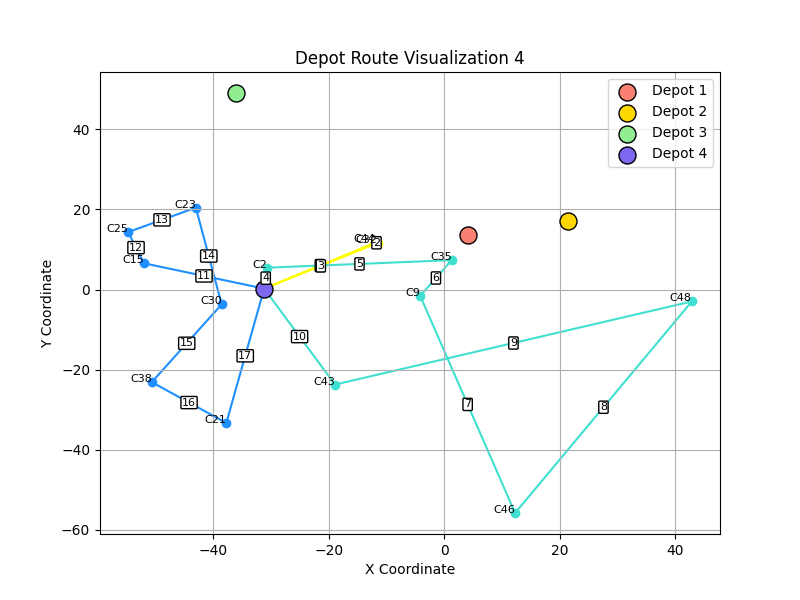 Depot Route Visualization 4
Depot 1
Depot 2
Depot 3
Depot 4
Y Coordinate
40
20
0
−20
−40
−60
C23
C25
13
12
C15
14
11
C2
3
5
C35
2
4
6
C9
C30
C48
10
9
15
17
C38
C43
16
7
8
C21
C46
−40
−20
0
20
40
X Coordinate